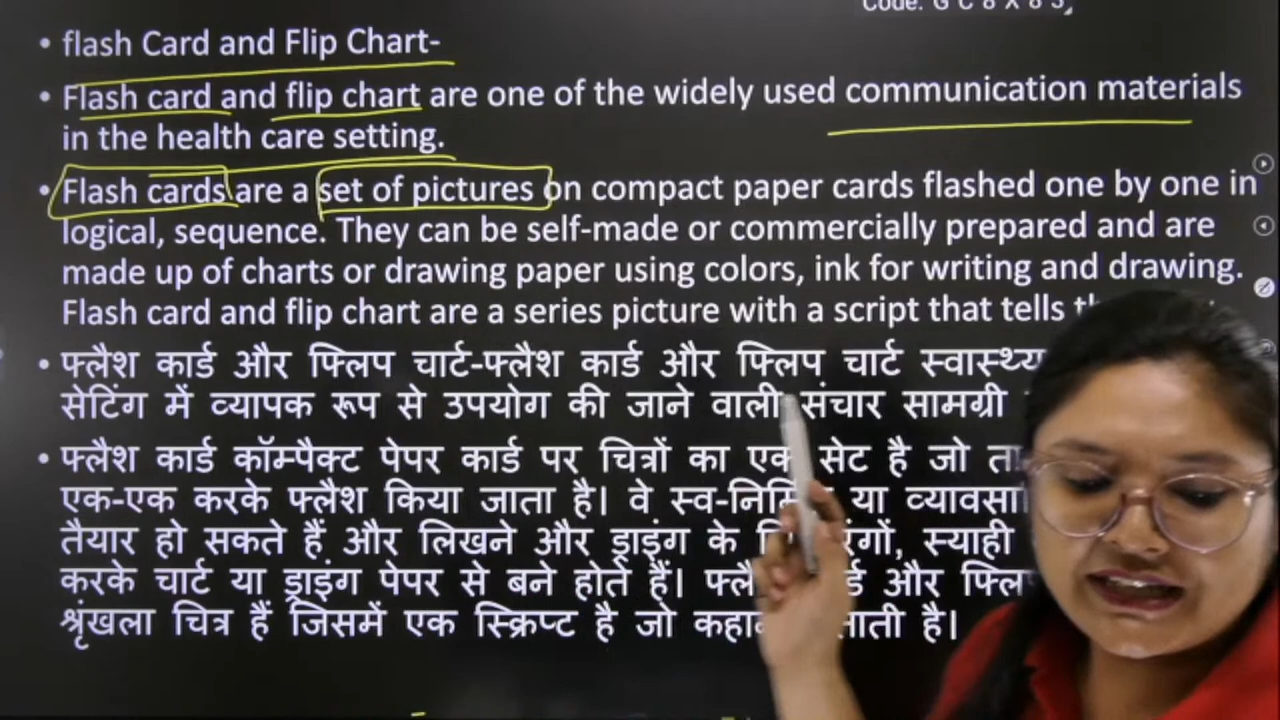 Code: G C 8 X 8 5
• flash Card and Flip Chart-
• Flash card and flip chart are one of the widely used communication materials
in the health care setting.
• Flash cards are a set of pictures on compact paper cards flashed one by one in
logical, sequence. They can be self-made or commercially prepared and are
made up of charts or drawing paper using colors, ink for writing and drawing.
Flash card and flip chart are a series picture with a script that tells
• फ्लैश कार्ड और फ्लिप चार्ट-फ्लैश कार्ड और फ्लिप चार्ट स्वास्थ्य
सेटिंग में व्यापक रूप से उपयोग की जाने वाली संचार सामग्री
• फ्लैश कार्ड कॉम्पैक्ट पेपर कार्ड पर चित्रों का एक सेट है जो
एक-एक करके फ्लैश किया जाता है। वे या
तैयार हो सकते हैं और लिखने और ड्राइंग के स्याही
करके चार्ट या ड्राइंग पेपर से बने होते हैं। और
श्रृंखला चित्र हैं जिसमें एक स्क्रिप्ट है जो है।